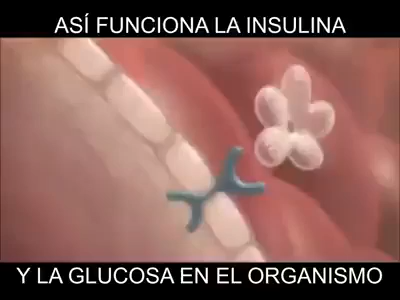 ASÍ FUNCIONA LA INSULINA
Y LA GLUCOSA EN EL ORGANISMO